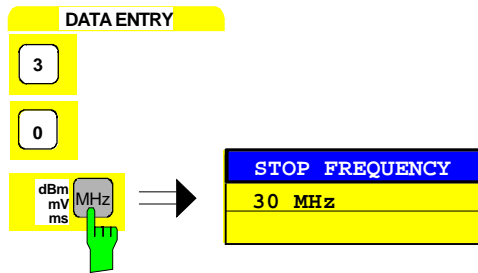 DATA ENTRY
3
0
dBm
mV
ms
MHz
STOP FREQUENCY
30 MHz